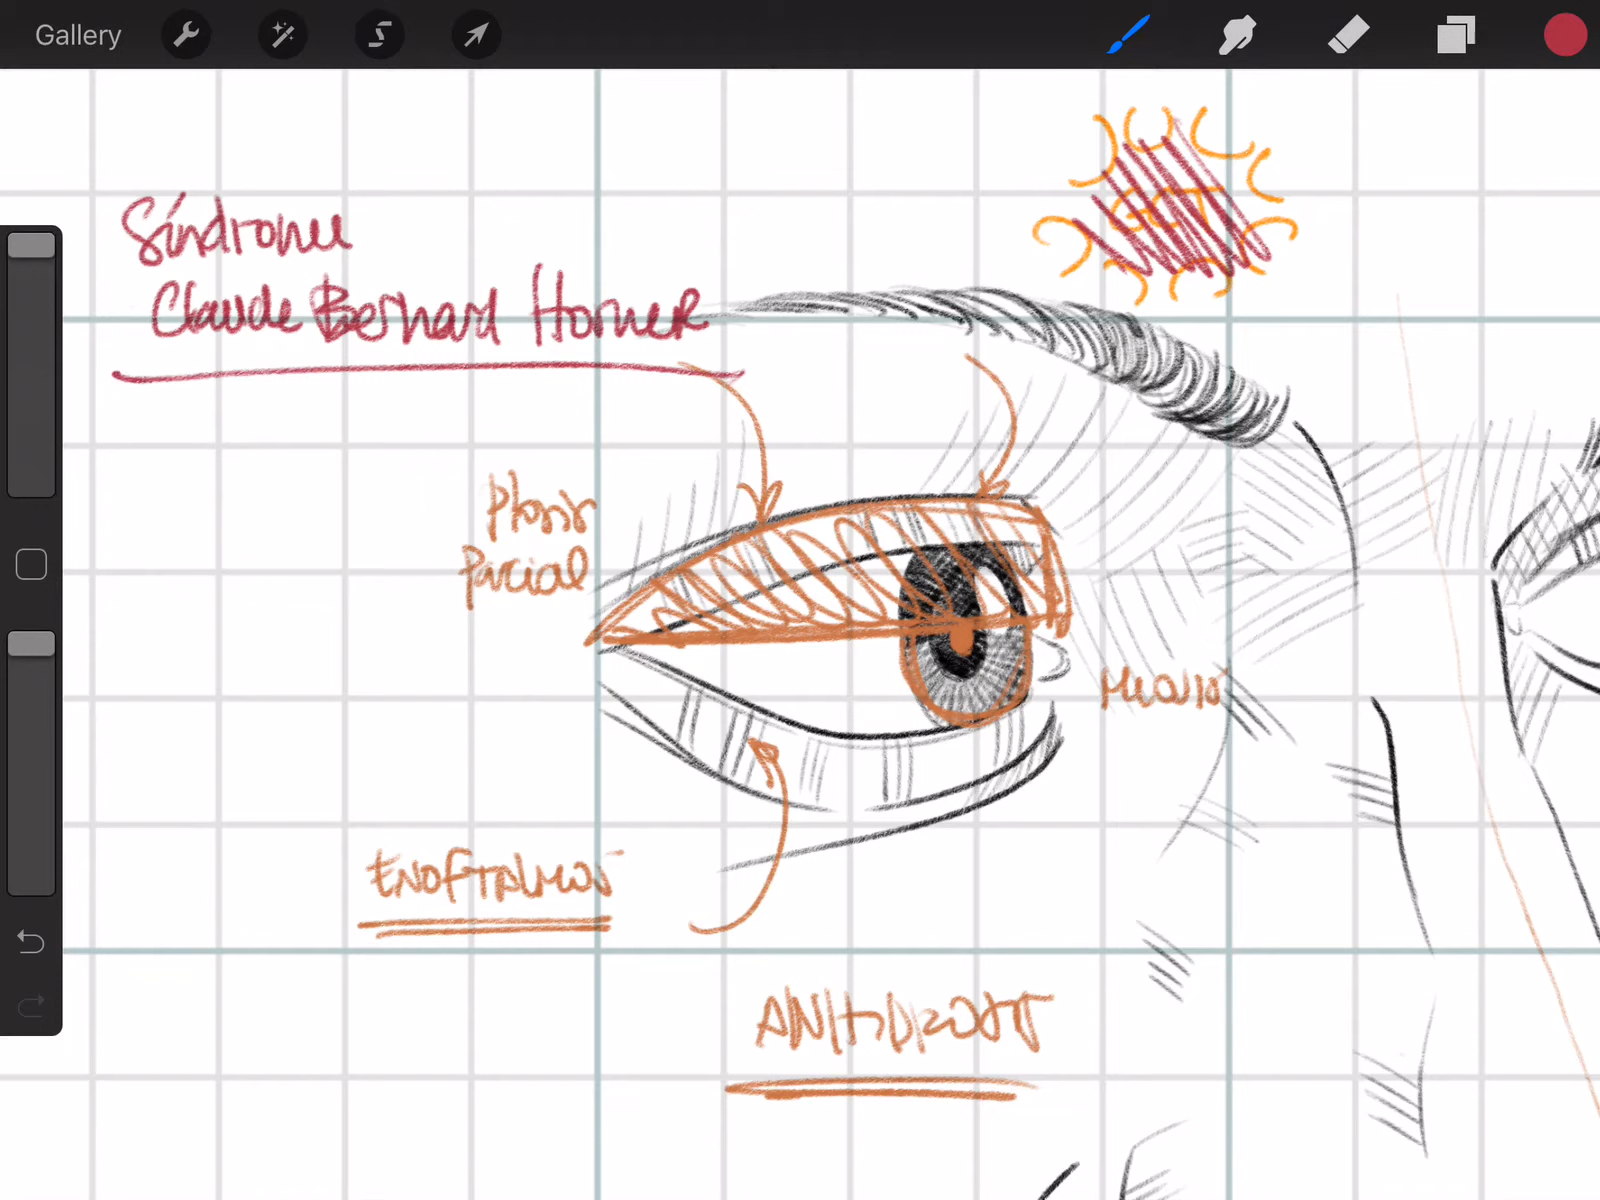 Gallery
Síndrome
Claude Bernard Horner
Ptosis
Parcial
Miosis
Enoftalmos
ANHIDROSIS